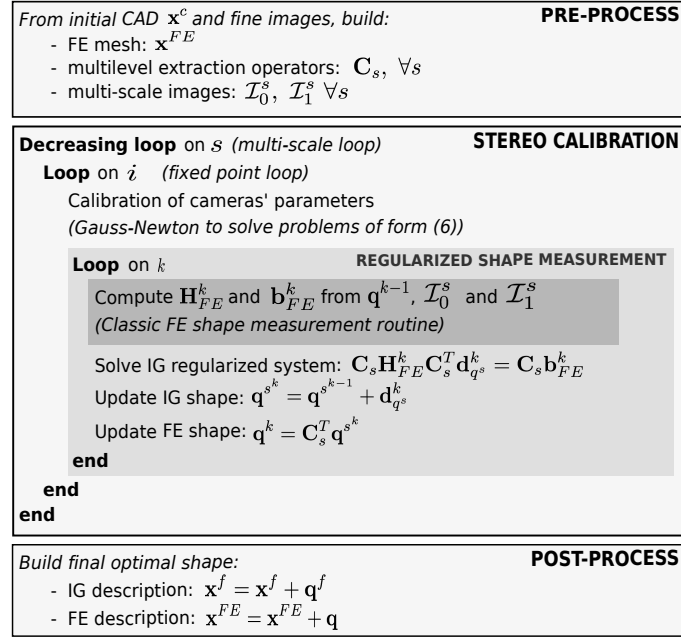 From initial CAD x^c and fine images, build: PRE-PROCESS
- FE mesh: x^{FE}
- multilevel extraction operators: C_s, ∀s
- multi-scale images: I_0^s, I_1^s ∀s
Decreasing loop on s (multi-scale loop) STEREO CALIBRATION
Loop on i (fixed point loop)
Calibration of cameras' parameters
(Gauss-Newton to solve problems of form (6))
Loop on k REGULARIZED SHAPE MEASUREMENT
Compute H_{FE}^k and b_{FE}^k from q^{k-1}, I_0^s and I_1^s
(Classic FE shape measurement routine)
Solve IG regularized system: C_s H_{FE}^k C_s^T d_{q^s}^k = C_s b_{FE}^k
Update IG shape: q^{s^k} = q^{s^{k-1}} + d_{q^s}^k
Update FE shape: q^k = C_s^T q^{s^k}
end
end
end
Build final optimal shape: POST-PROCESS
- IG description: x^f = x^f + q^f
- FE description: x^{FE} = x^{FE} + q